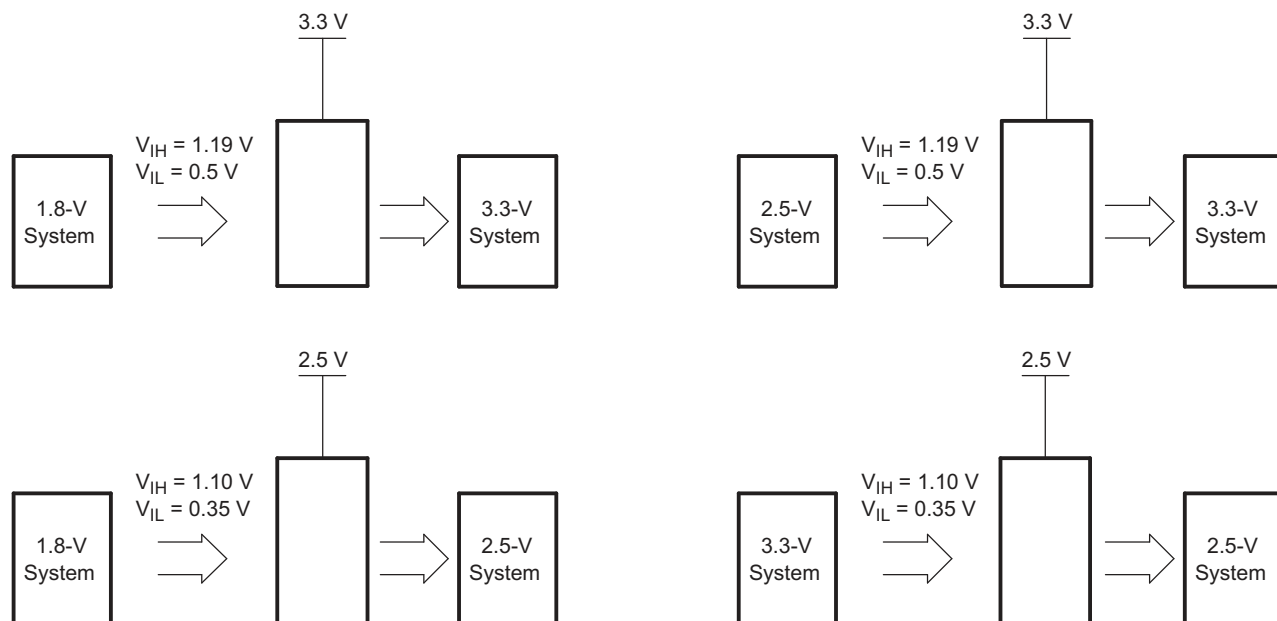 3.3 V
V_IH = 1.19 V
V_IL = 0.5 V
1.8-V
System
3.3-V
System
3.3 V
V_IH = 1.19 V
V_IL = 0.5 V
2.5-V
System
3.3-V
System
2.5 V
V_IH = 1.10 V
V_IL = 0.35 V
1.8-V
System
2.5-V
System
2.5 V
V_IH = 1.10 V
V_IL = 0.35 V
3.3-V
System
2.5-V
System